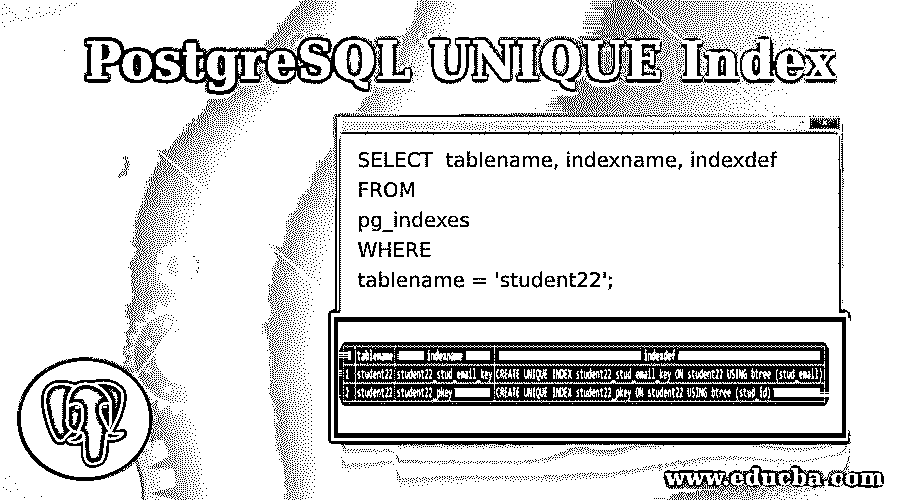 PostgreSQL UNIQUE Index
SELECT tablename, indexname, indexdef
FROM
pg_indexes
WHERE
tablename = 'student22';
tablename indexname indexdef
1 student22 student22_stud_email_key CREATE UNIQUE INDEX student22_stud_email_key ON student22 USING btree (stud_email)
2 student22 student22_pkey CREATE UNIQUE INDEX student22_pkey ON student22 USING btree (stud_id)
www.educba.com